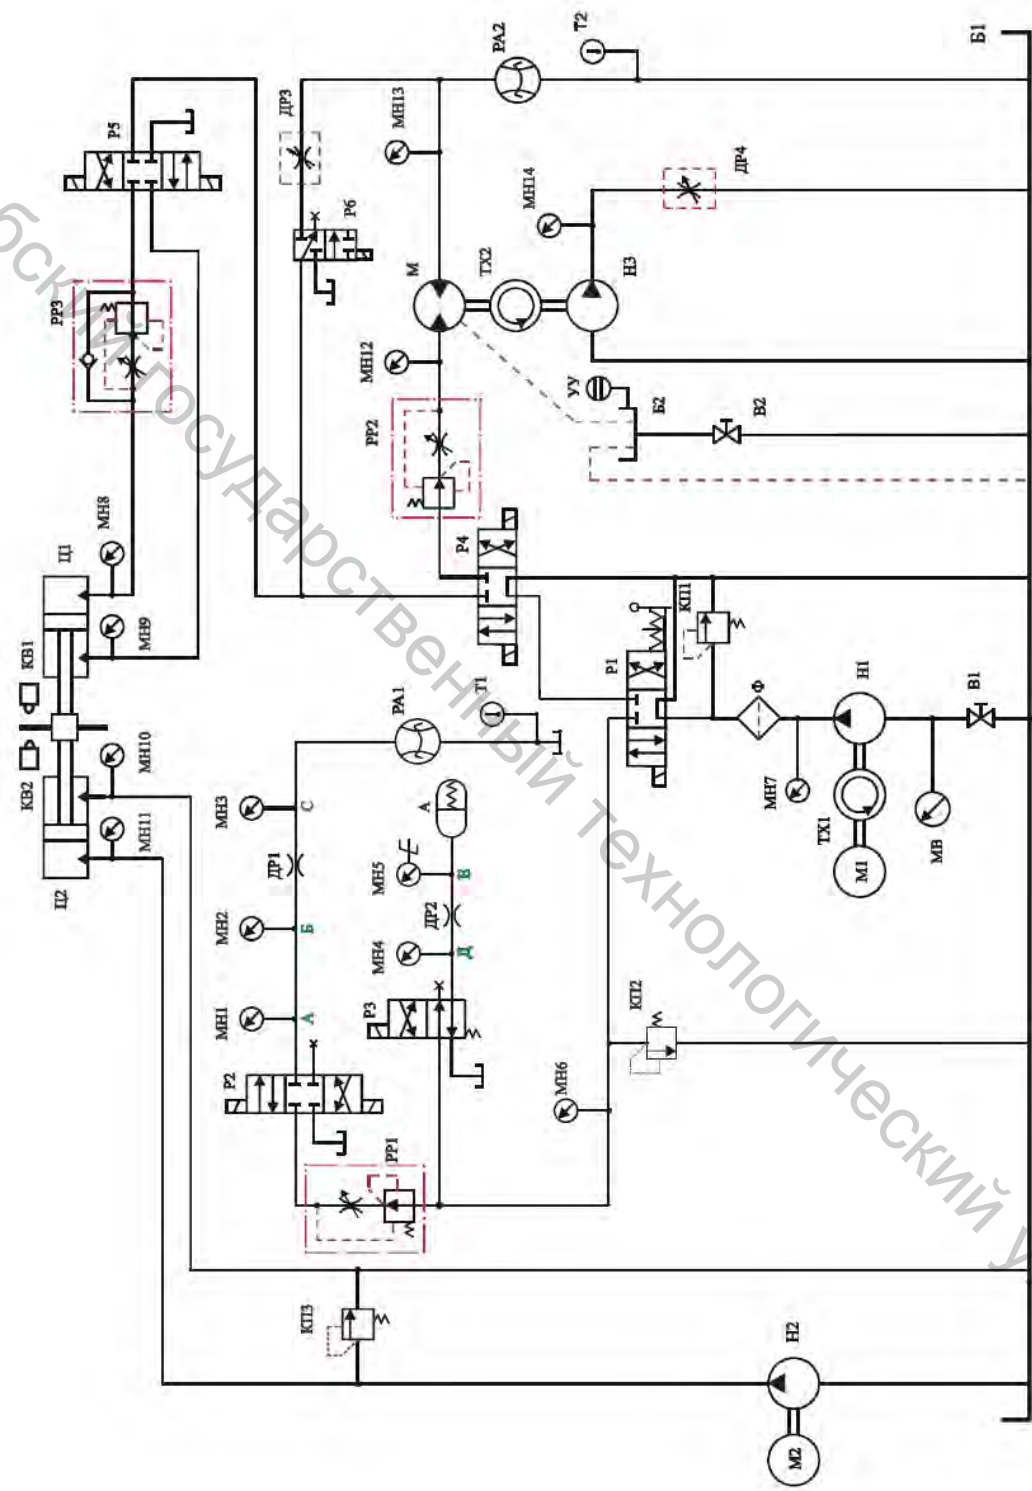 Б1
Т2
РА2
ДР3
МН13
Р5
ДР4
МН14
Р6
М
ТХ2
Н3
РР3
МН12
УУ
Б2
В2
РР2
МН8
Ц1
Р4
МН9
КВ1
КП1
Р1
Т1
РА1
Ф
Н1
В1
КВ2
МН10
МН11
Ц2
МН3
С
А
ДР1
МН5
В
МН7
ТХ1
М1
МВ
МН2
Б
ДР2
МН4
Д
МН1
А
Р3
КП2
Р2
МН6
РР1
КП3
Н2
М2
бский государственный технологический у